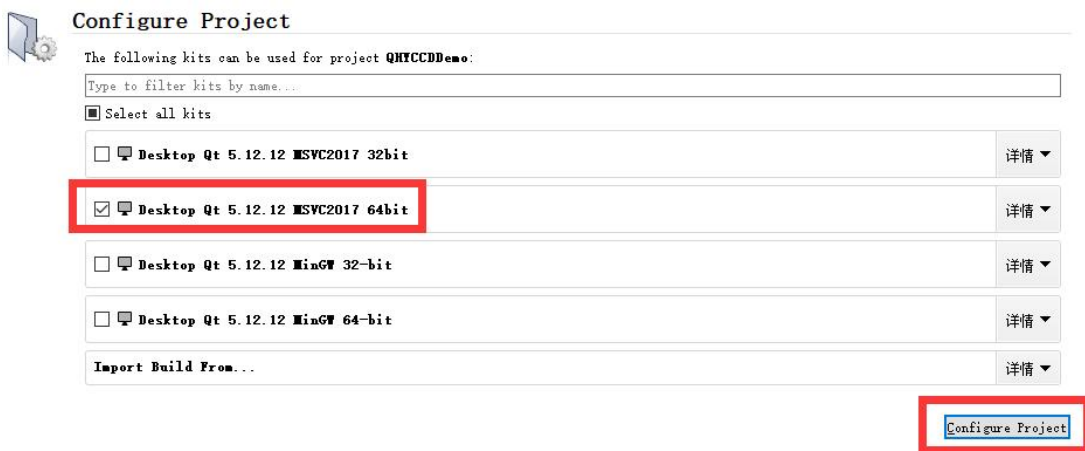 Configure Project
The following kits can be used for project QHYCCDDemo:
Type to filter kits by name...
Select all kits
Desktop Qt 5.12.12 MSVC2017 32bit 详情
Desktop Qt 5.12.12 MSVC2017 64bit 详情
Desktop Qt 5.12.12 MinGW 32-bit 详情
Desktop Qt 5.12.12 MinGW 64-bit 详情
Import Build From... 详情
Configure Project